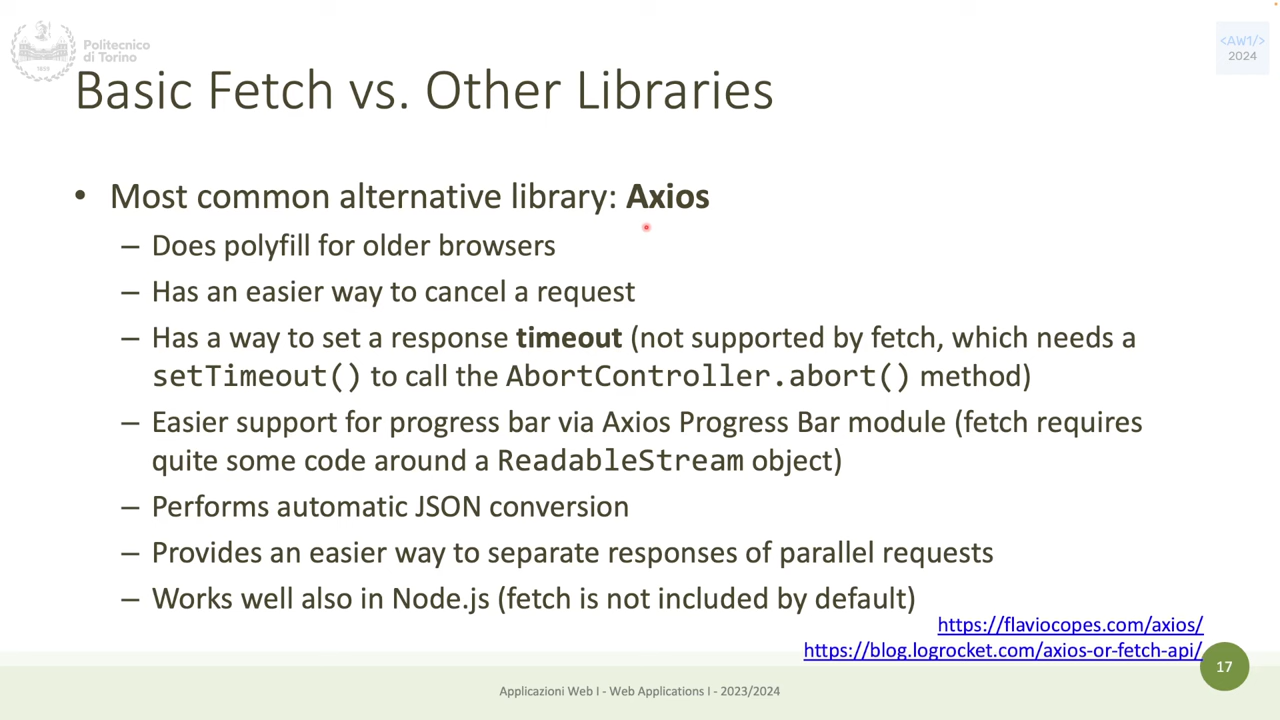 Politecnico
di Torino
1859
<AW1/>
2024
Basic Fetch vs. Other Libraries
• Most common alternative library: Axios
– Does polyfill for older browsers
– Has an easier way to cancel a request
– Has a way to set a response timeout (not supported by fetch, which needs a
setTimeout() to call the AbortController.abort() method)
– Easier support for progress bar via Axios Progress Bar module (fetch requires
quite some code around a ReadableStream object)
– Performs automatic JSON conversion
– Provides an easier way to separate responses of parallel requests
– Works well also in Node.js (fetch is not included by default)
https://flaviocopes.com/axios/
https://blog.logrocket.com/axios-or-fetch-api/
17
Applicazioni Web I - Web Applications I - 2023/2024